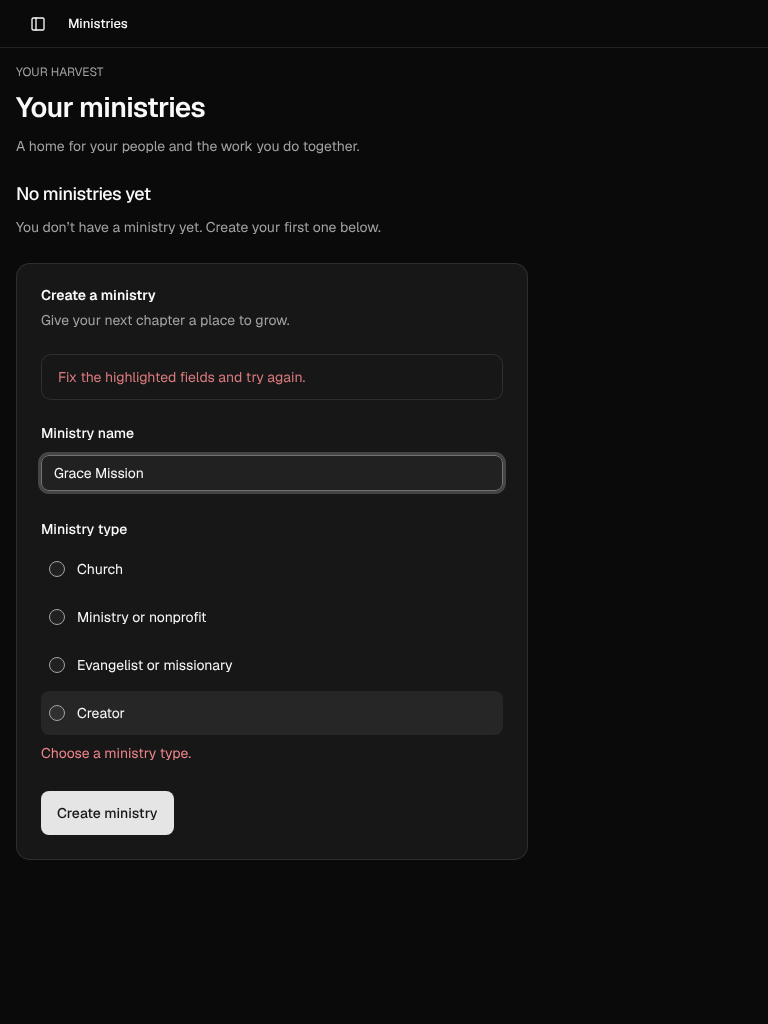 Ministries
YOUR HARVEST
Your ministries
A home for your people and the work you do together.
No ministries yet
You don’t have a ministry yet. Create your first one below.
Create a ministry
Give your next chapter a place to grow.
Fix the highlighted fields and try again.
Ministry name
Grace Mission
Ministry type
Church
Ministry or nonprofit
Evangelist or missionary
Creator
Choose a ministry type.
Create ministry